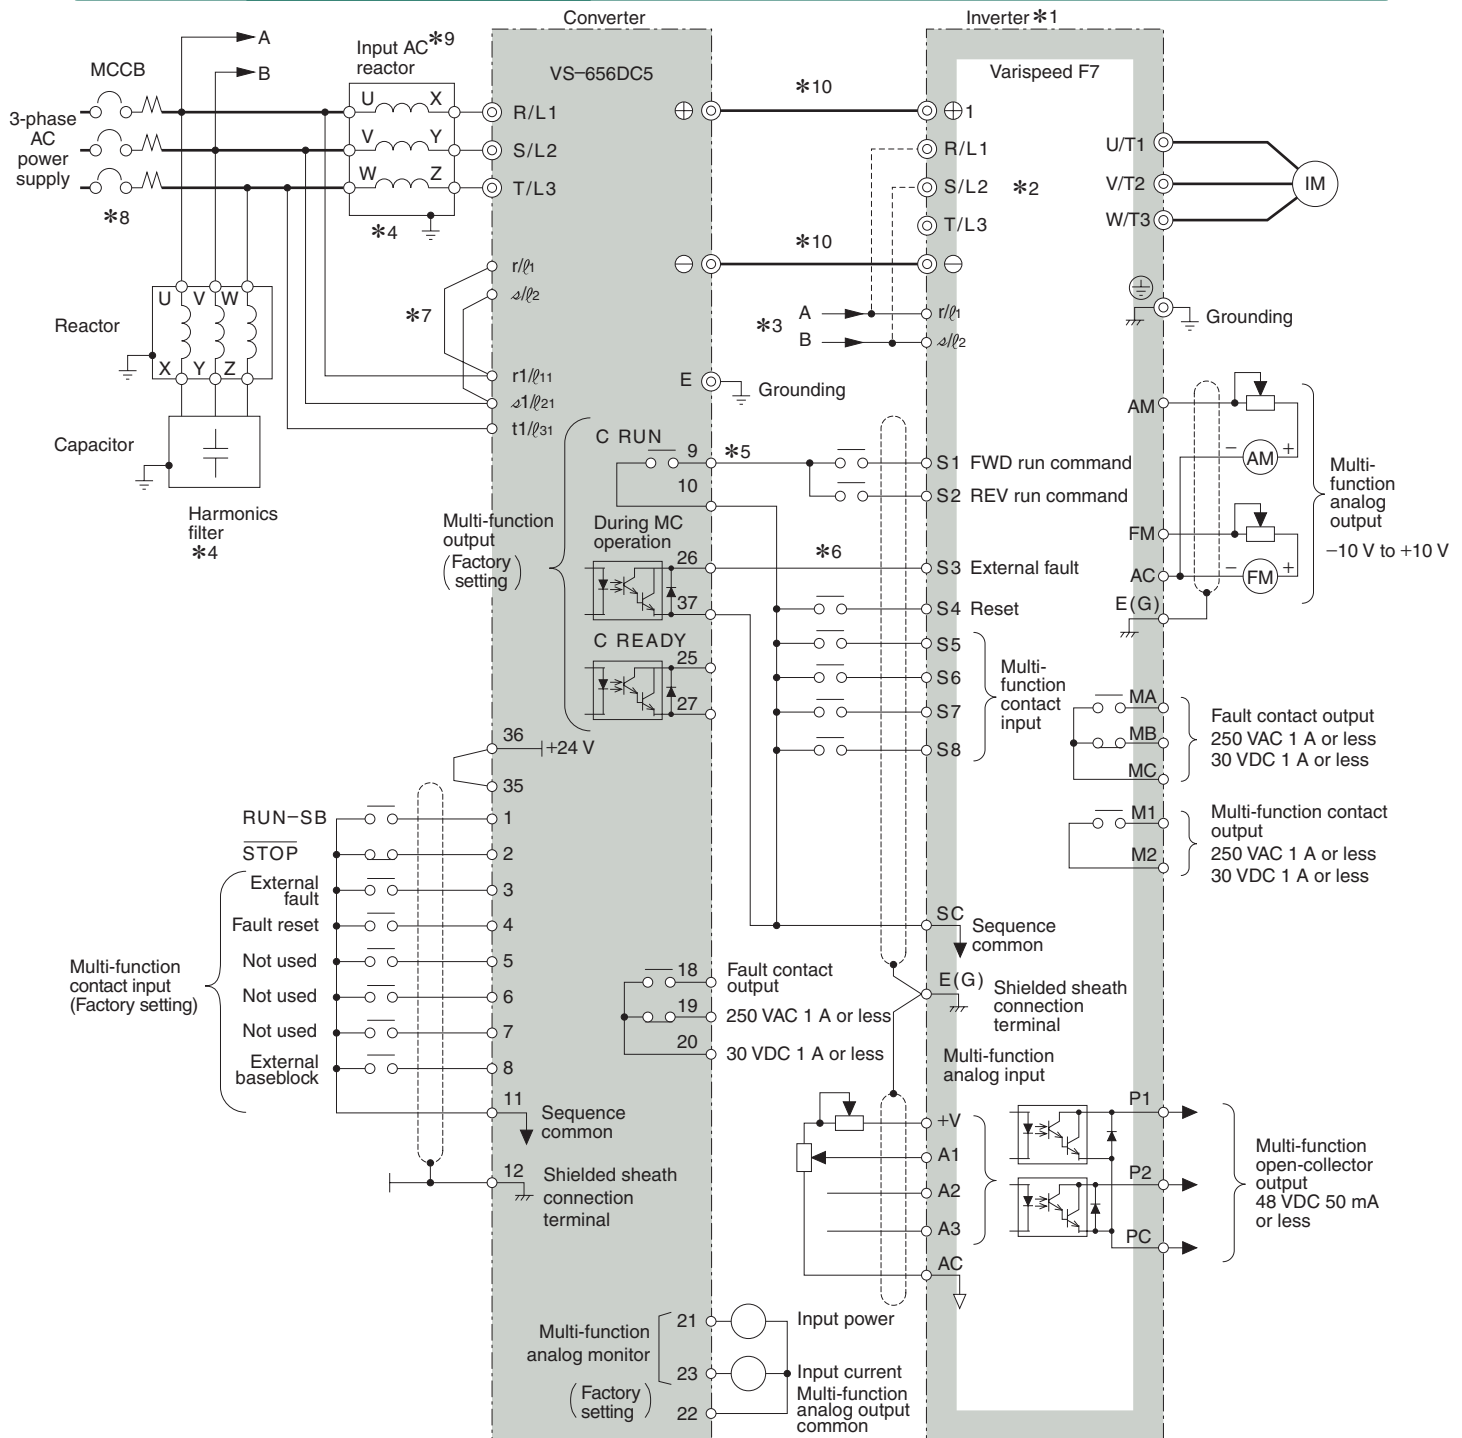 Converter
Inverter *1
VS-656DC5
Varispeed F7
A
B
MCCB
Input AC*9
reactor
U X
V Y
W Z
3-phase
AC
power
supply
*8
*4
R/L1
S/L2
T/L3
⊕
*10
⊕1
R/L1
S/L2
*2
T/L3
⊖
*10
⊖
U/T1
V/T2
W/T3
IM
Grounding
r/ℓ1
s/ℓ2
*7
r1/ℓ11
s1/ℓ21
t1/ℓ31
*3
A
B
r/ℓ1
s/ℓ2
E
Grounding
U V W
Reactor
X Y Z
Capacitor
Harmonics
filter
*4
Multi-function
output
(Factory
setting)
C RUN
9
10
During MC
operation
26
37
C READY
25
27
*5
*6
S1 FWD run command
S2 REV run command
S3 External fault
S4 Reset
S5
S6
S7
S8
Multi-
function
contact
input
AM
− AM +
FM
− FM +
AC
E(G)
Multi-
function
analog
output
−10 V to +10 V
MA
MB
MC
Fault contact output
250 VAC 1 A or less
30 VDC 1 A or less
M1
M2
Multi-function contact
output
250 VAC 1 A or less
30 VDC 1 A or less
36
+24 V
35
RUN-SB
1
STOP
2
External
fault
3
Fault reset
4
Not used
5
Not used
6
Not used
7
External
baseblock
8
Multi-function
contact input
(Factory setting)
11
Sequence
common
12
Shielded sheath
connection
terminal
18
19
20
Fault contact
output
250 VAC 1 A or less
30 VDC 1 A or less
SC
Sequence
common
E(G)
Shielded sheath
connection
terminal
Multi-function
analog input
+V
A1
A2
A3
AC
P1
P2
PC
Multi-function
open-collector
output
48 VDC 50 mA
or less
Multi-function
analog monitor
(Factory
setting)
21
23
22
Input power
Input current
Multi-function
analog output
common